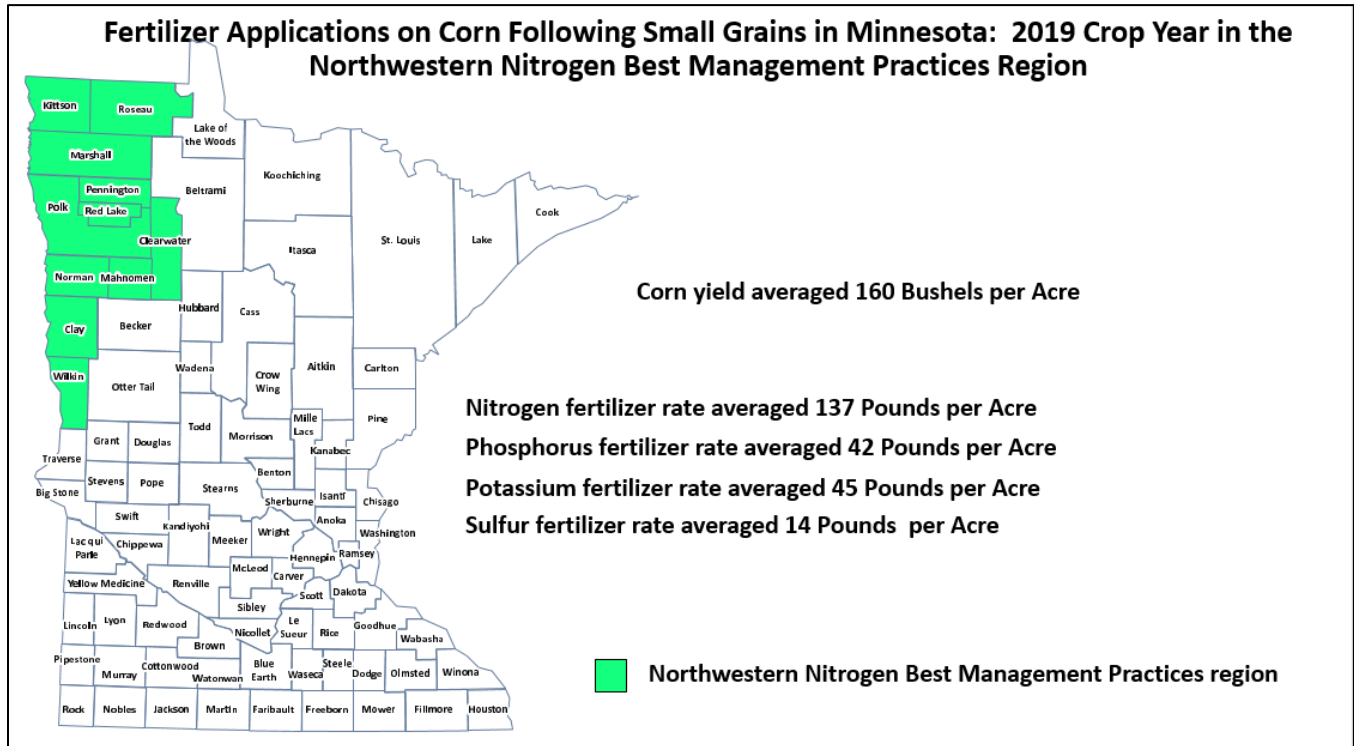 Fertilizer Applications on Corn Following Small Grains in Minnesota: 2019 Crop Year in the
Northwestern Nitrogen Best Management Practices Region
Kittson
Roseau
Lake of
the Woods
Marshall
Koochiching
Pennington
Beltrami
Polk
Red Lake
Cook
Clearwater
St. Louis
Lake
Itasca
Norman
Mahnomen
Corn yield averaged 160 Bushels per Acre
Hubbard
Cass
Clay
Becker
Wadena
Aitkin
Carlton
Wilkin
Crow
Wing
Otter Tail
Nitrogen fertilizer rate averaged 137 Pounds per Acre
Mille
Lacs
Pine
Todd
Morrison
Grant
Douglas
Phosphorus fertilizer rate averaged 42 Pounds per Acre
Kanabec
Traverse
Benton
Stevens
Pope
Stearns
Potassium fertilizer rate averaged 45 Pounds per Acre
Big Stone
Sherburne
Isanti
Chisago
Swift
Kandiyohi
Anoka
Sulfur fertilizer rate averaged 14 Pounds per Acre
Meeker
Wright
Washington
Lac qui
Parle
Chippewa
Hennepin
Ramsey
McLeod
Carver
Yellow Medicine
Renville
Scott
Dakota
Sibley
Lincoln
Lyon
Redwood
Nicollet
Le
Sueur
Rice
Goodhue
Wabasha
Brown
Pipestone
Murray
Cottonwood
Watonwan
Blue
Earth
Waseca
Steele
Dodge
Olmsted
Winona
Northwestern Nitrogen Best Management Practices region
Rock
Nobles
Jackson
Martin
Faribault
Freeborn
Mower
Fillmore
Houston